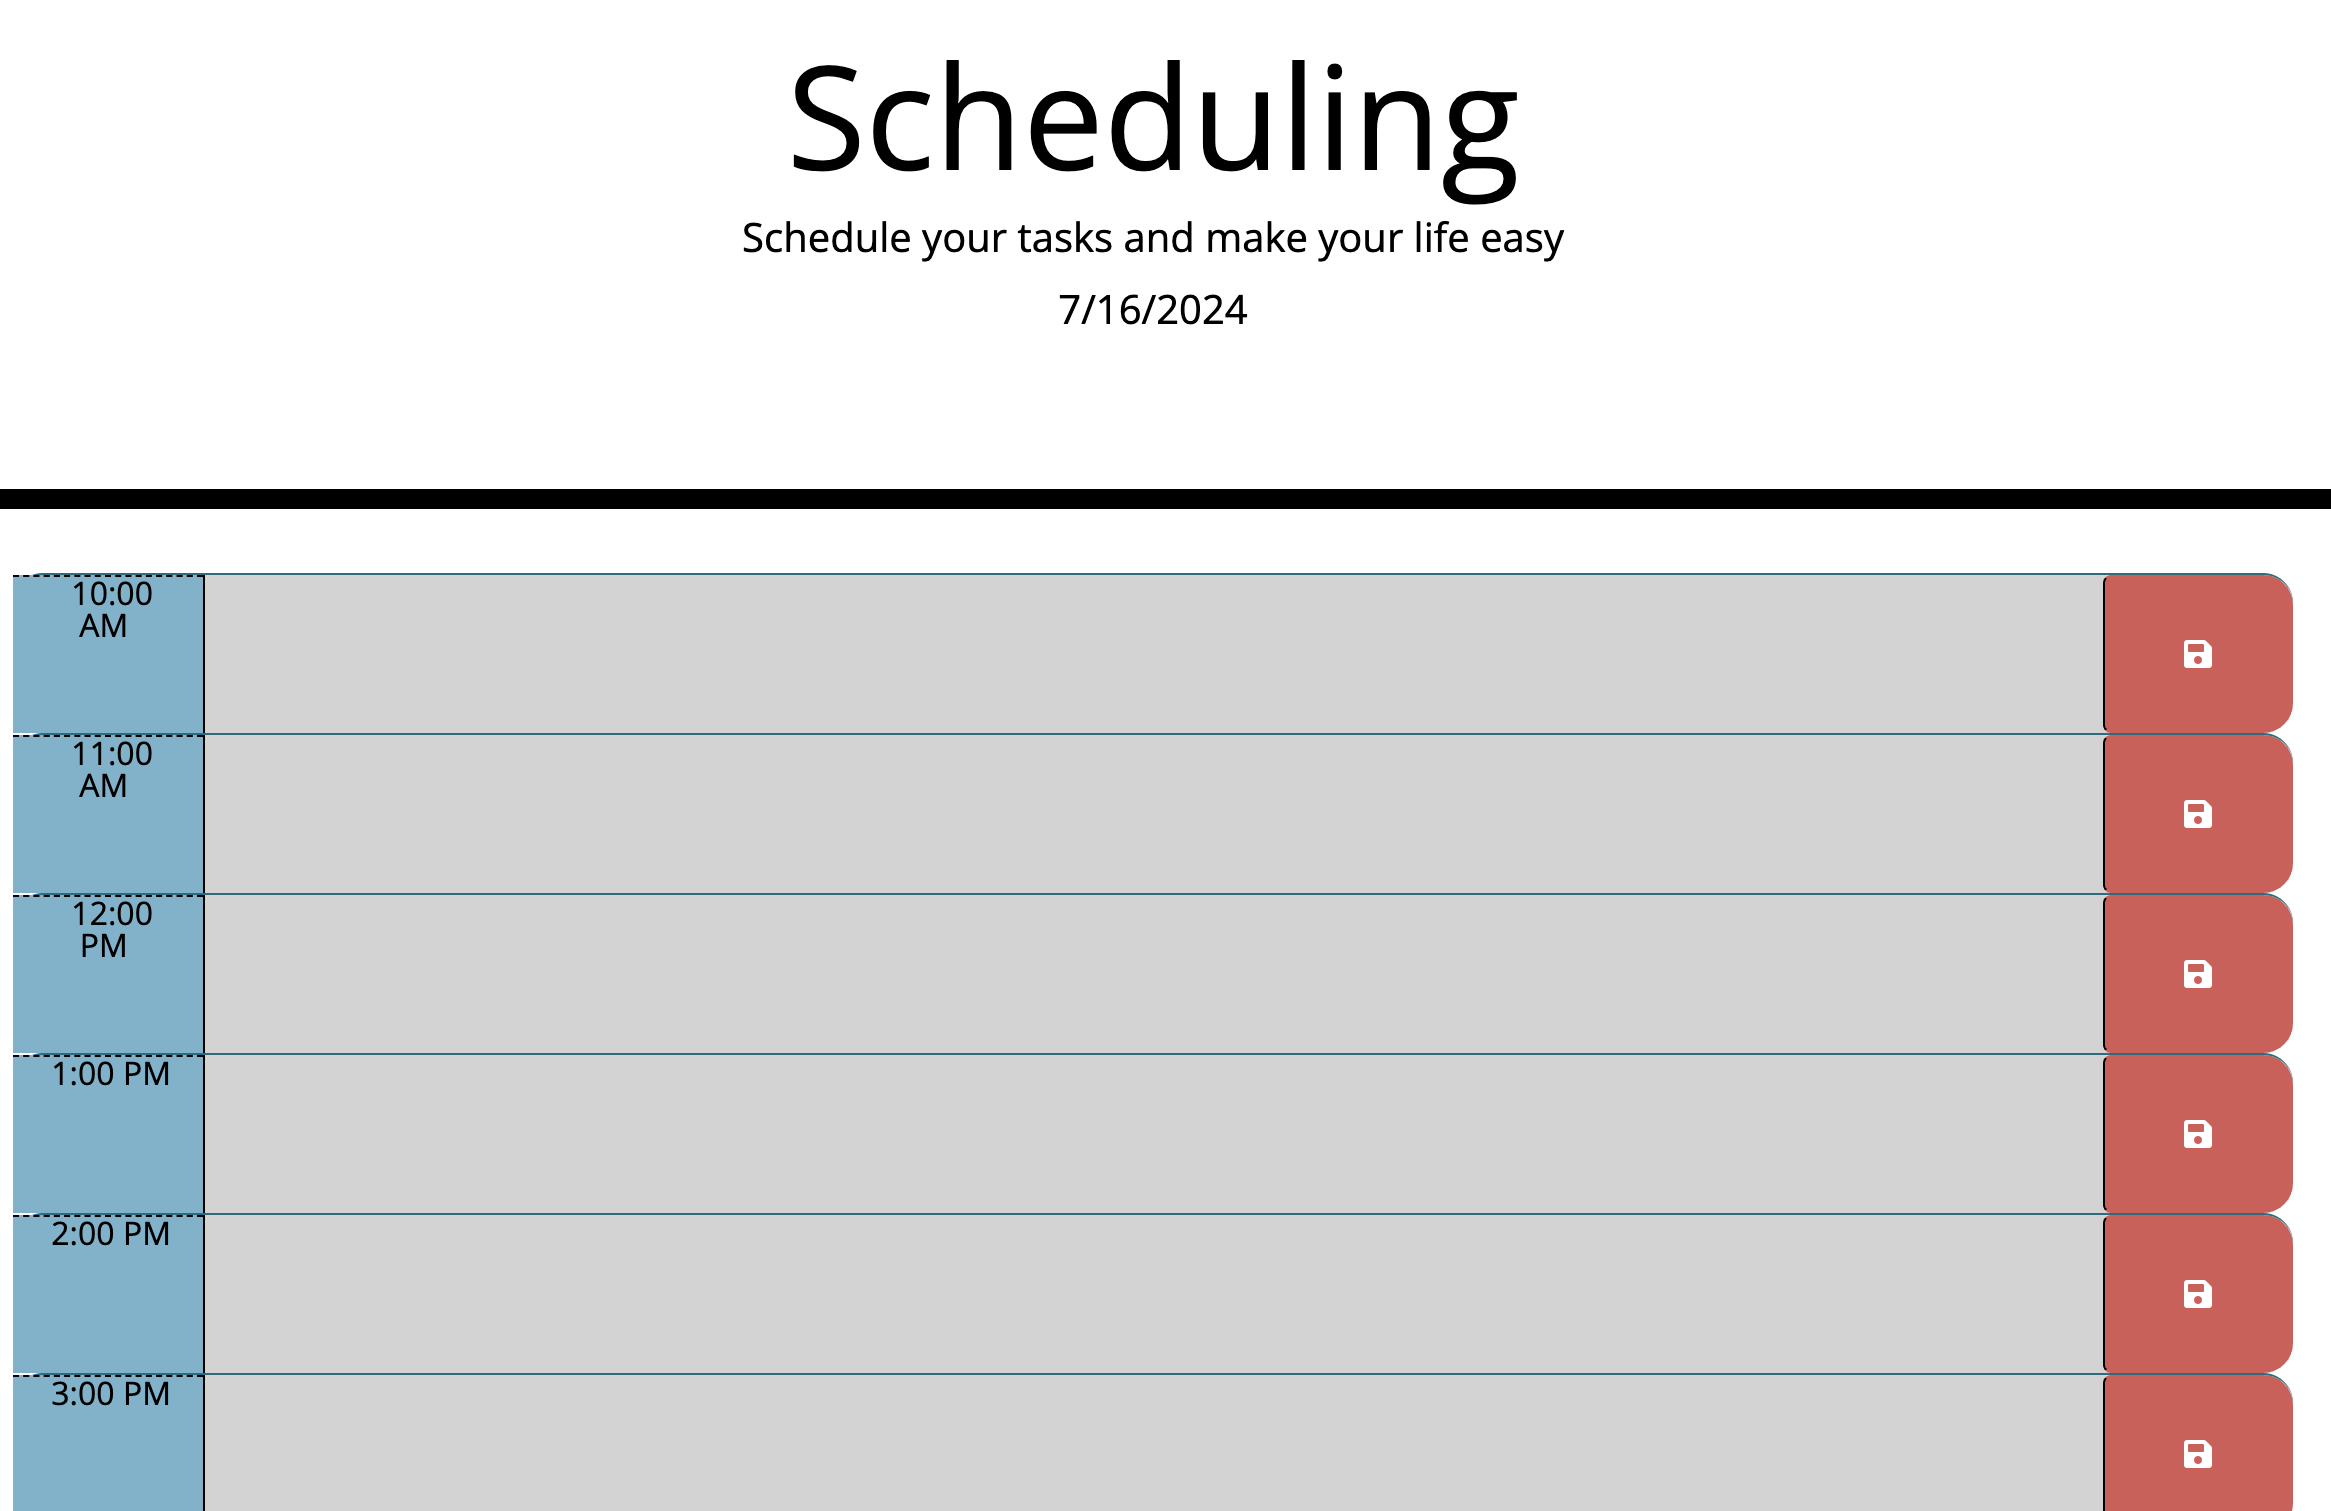 Scheduling
Schedule your tasks and make your life easy
7/16/2024
10:00
AM
11:00
AM
12:00
PM
1:00 PM
2:00 PM
3:00 PM